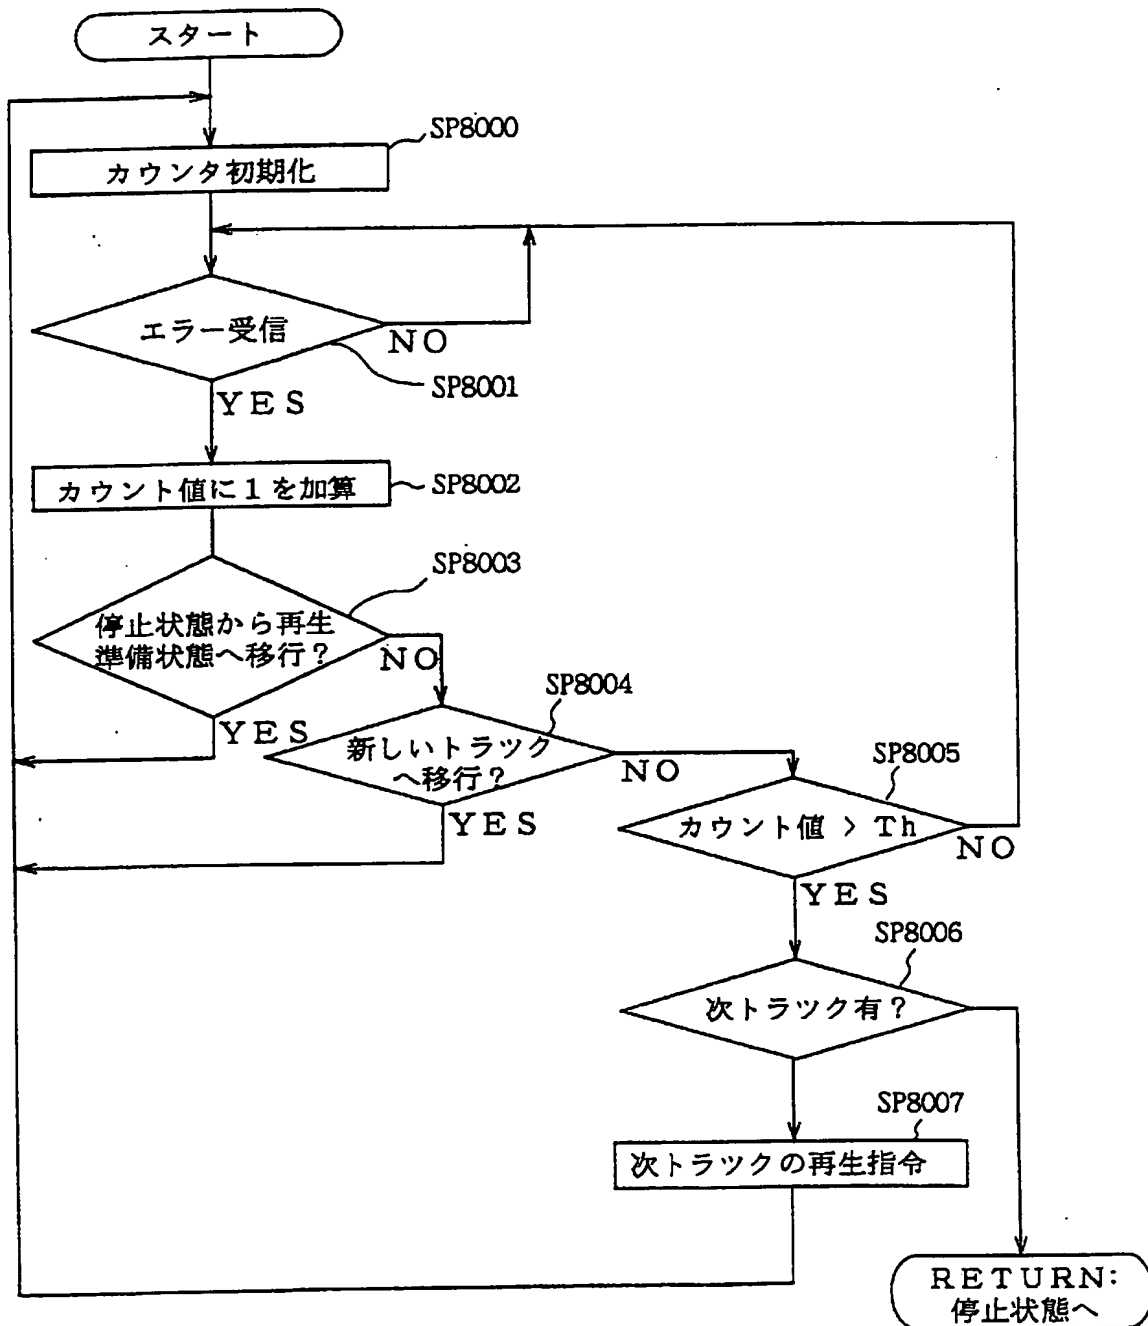 スタート
SP8000
カウンタ初期化
エラー受信
NO
SP8001
YES
カウント値に1を加算
SP8002
SP8003
停止状態から再生
準備状態へ移行?
NO
YES
SP8004
新しいトラック
へ移行?
NO
YES
SP8005
カウント値 > Th
NO
YES
SP8006
次トラック有?
SP8007
次トラックの再生指令
RETURN:
停止状態へ